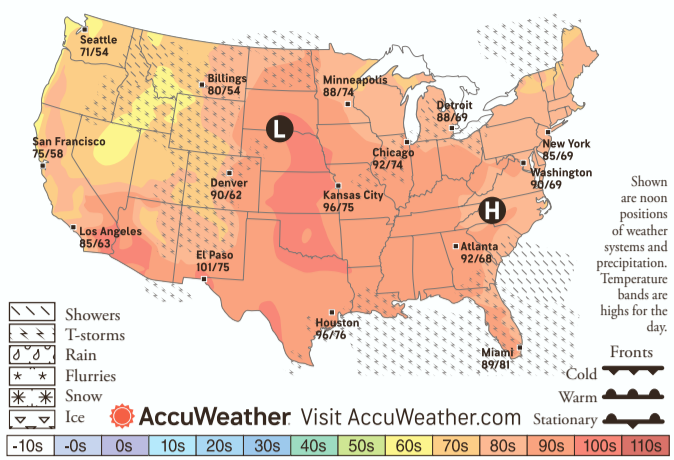 Seattle
71/54
Billings
80/54
Minneapolis
88/74
Detroit
88/69
L
San Francisco
75/58
Chicago
92/74
New York
85/69
Washington
90/69
Denver
90/62
Kansas City
96/75
H
Los Angeles
85/63
El Paso
101/75
Atlanta
92/68
Houston
96/76
Miami
89/81
Shown
are noon
positions
of weather
systems and
precipitation.
Temperature
bands are
highs for the
day.
Showers
T-storms
Rain
Flurries
Snow
Ice
Fronts
Cold
Warm
Stationary
AccuWeather Visit AccuWeather.com
-10s -0s 0s 10s 20s 30s 40s 50s 60s 70s 80s 90s 100s 110s